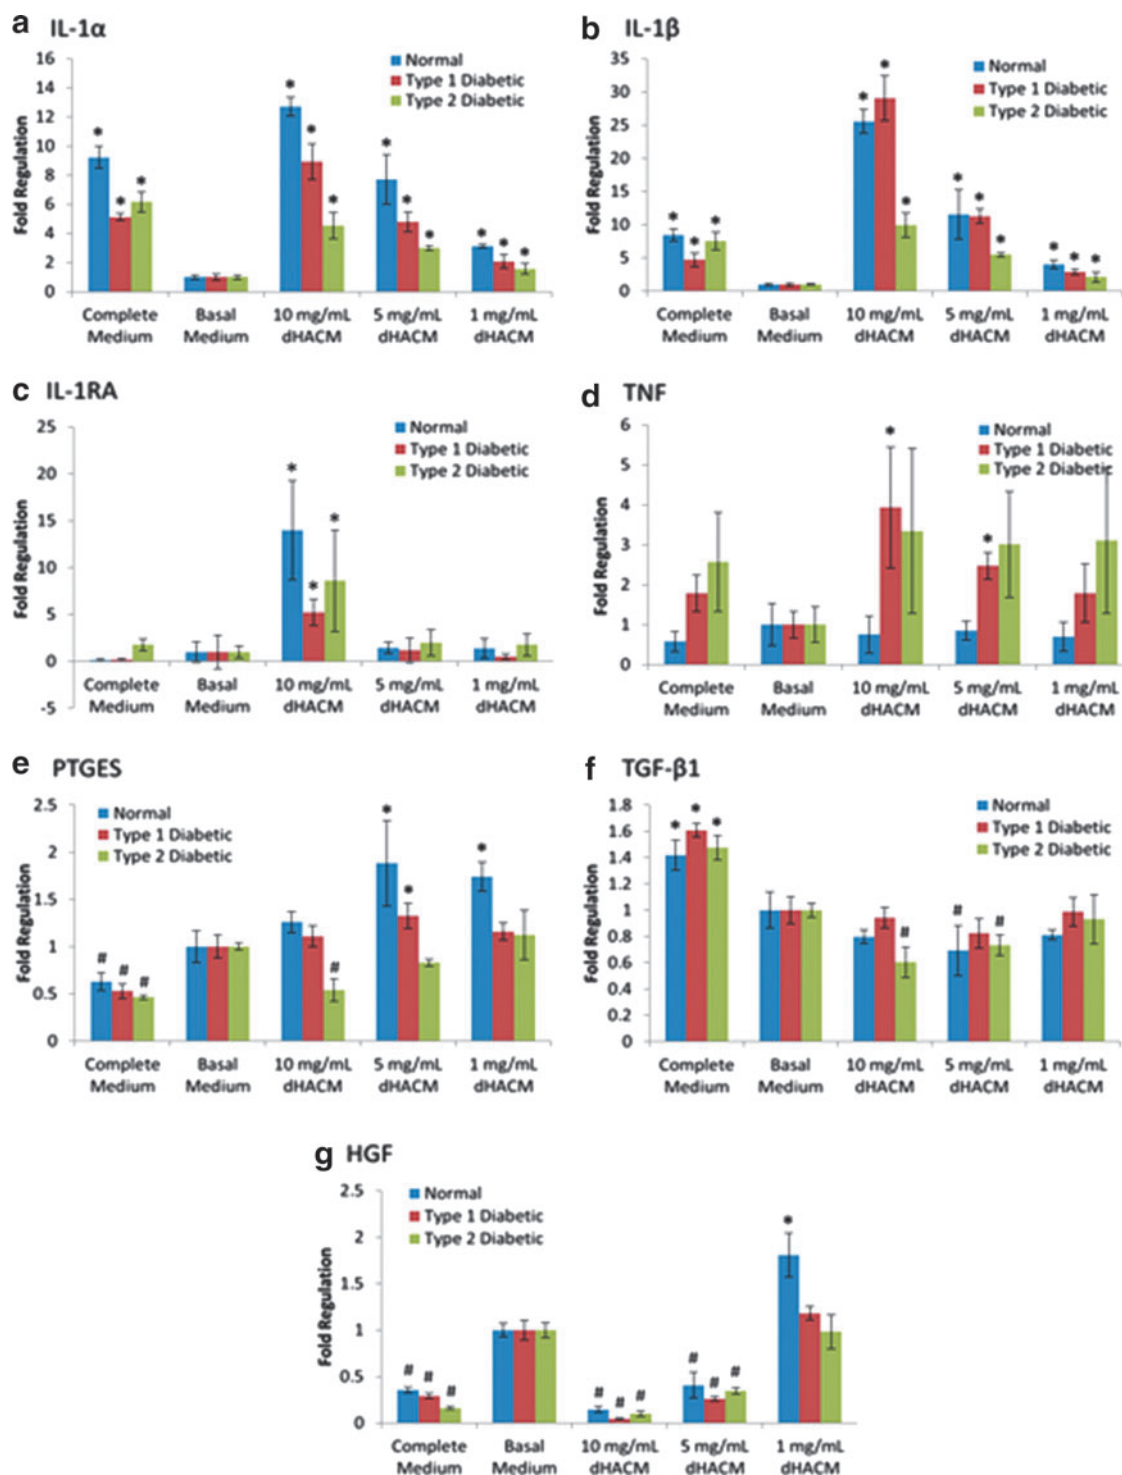 a IL-1α
Fold Regulation
16
14
12
10
8
6
4
2
0
Normal
Type 1 Diabetic
Type 2 Diabetic
* * * * * * * * * * *
Complete Medium
Basal Medium
10 mg/mL dHACM
5 mg/mL dHACM
1 mg/mL dHACM
b IL-1β
Fold Regulation
35
30
25
20
15
10
5
0
Normal
Type 1 Diabetic
Type 2 Diabetic
* * * * * * * * * * * *
Complete Medium
Basal Medium
10 mg/mL dHACM
5 mg/mL dHACM
1 mg/mL dHACM
c IL-1RA
Fold Regulation
25
20
15
10
5
0
-5
Normal
Type 1 Diabetic
Type 2 Diabetic
* * *
Complete Medium
Basal Medium
10 mg/mL dHACM
5 mg/mL dHACM
1 mg/mL dHACM
d TNF
Fold Regulation
6
5
4
3
2
1
0
Normal
Type 1 Diabetic
Type 2 Diabetic
* *
Complete Medium
Basal Medium
10 mg/mL dHACM
5 mg/mL dHACM
1 mg/mL dHACM
e PTGES
Fold Regulation
2.5
2
1.5
1
0.5
0
Normal
Type 1 Diabetic
Type 2 Diabetic
# # # # * * *
Complete Medium
Basal Medium
10 mg/mL dHACM
5 mg/mL dHACM
1 mg/mL dHACM
f TGF-β1
Fold Regulation
1.8
1.6
1.4
1.2
1
0.8
0.6
0.4
0.2
0
Normal
Type 1 Diabetic
Type 2 Diabetic
* * * # # #
Complete Medium
Basal Medium
10 mg/mL dHACM
5 mg/mL dHACM
1 mg/mL dHACM
g HGF
Fold Regulation
2.5
2
1.5
1
0.5
0
Normal
Type 1 Diabetic
Type 2 Diabetic
# # # # # # # # # *
Complete Medium
Basal Medium
10 mg/mL dHACM
5 mg/mL dHACM
1 mg/mL dHACM